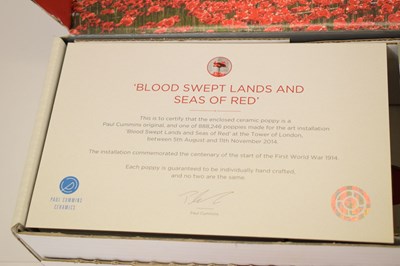 'BLOOD SWEPT LANDS AND
SEAS OF RED'
This is to certify that the enclosed ceramic poppy is a
Paul Cummins original, and one of 888,246 poppies made for the art installation
'Blood Swept Lands and Seas of Red' at the Tower of London,
between 5th August and 11th November 2014.
The installation commemorated the centenary of the start of the First World War 1914.
Each poppy is guaranteed to be individually hand crafted,
and no two are the same.
Paul Cummins
PAUL CUMMINS
CERAMICS